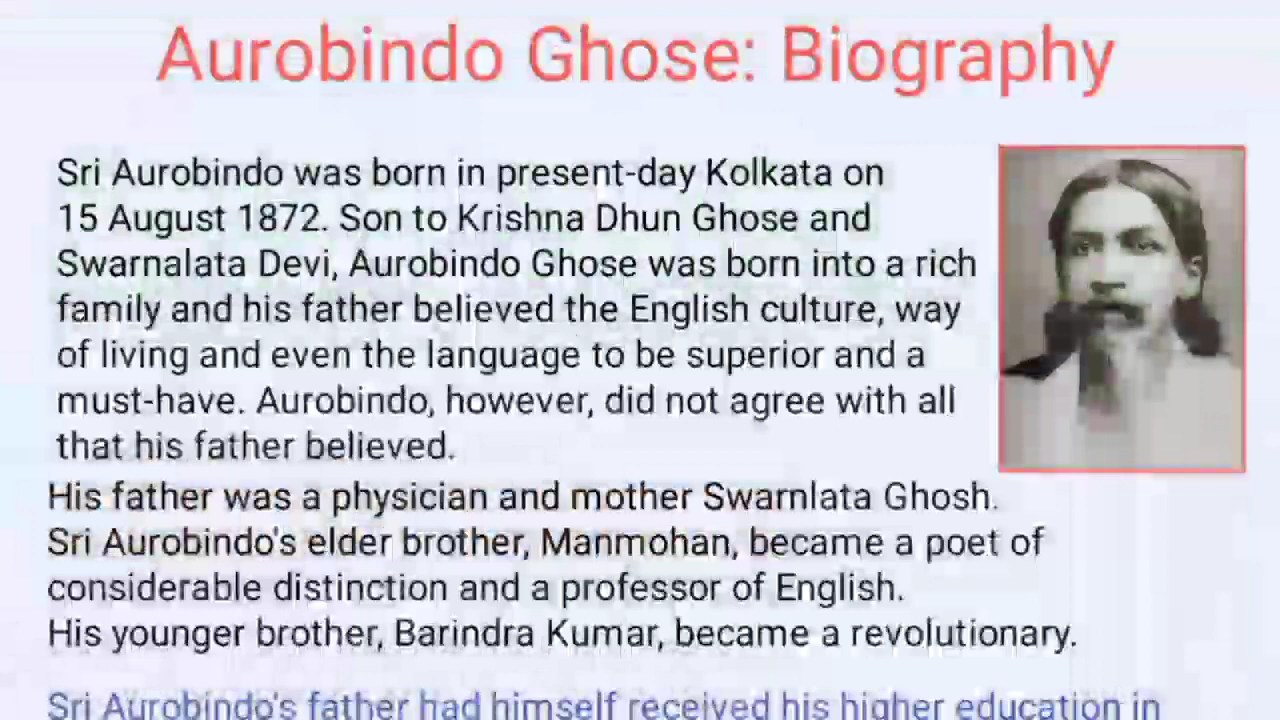 Aurobindo Ghose: Biography
Sri Aurobindo was born in present-day Kolkata on
15 August 1872. Son to Krishna Dhun Ghose and
Swarnalata Devi, Aurobindo Ghose was born into a rich
family and his father believed the English culture, way
of living and even the language to be superior and a
must-have. Aurobindo, however, did not agree with all
that his father believed.
His father was a physician and mother Swarnlata Ghosh.
Sri Aurobindo's elder brother, Manmohan, became a poet of
considerable distinction and a professor of English.
His younger brother, Barindra Kumar, became a revolutionary.
Sri Aurobindo's father had himself received his higher education in